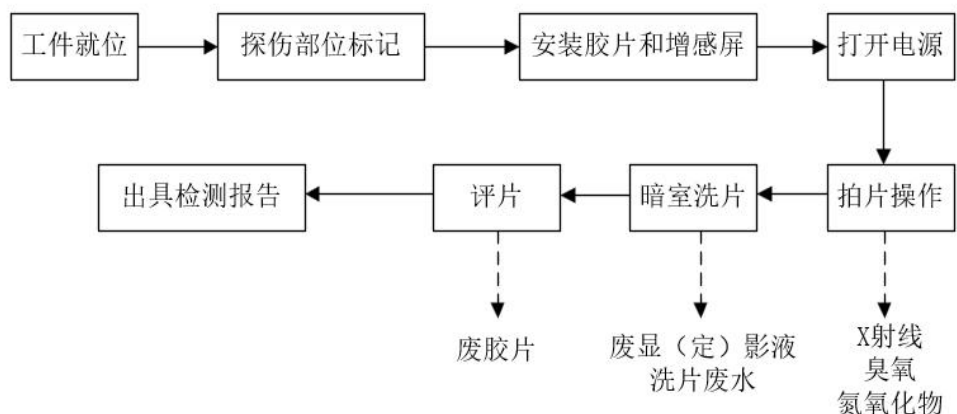 工件就位
探伤部位标记
安装胶片和增感屏
打开电源
出具检测报告
评片
暗室洗片
拍片操作
废胶片
废显（定）影液
洗片废水
X射线
臭氧
氮氧化物